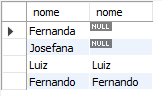 nome nome
Fernanda NULL
Josefana NULL
Luiz Luiz
Fernando Fernando